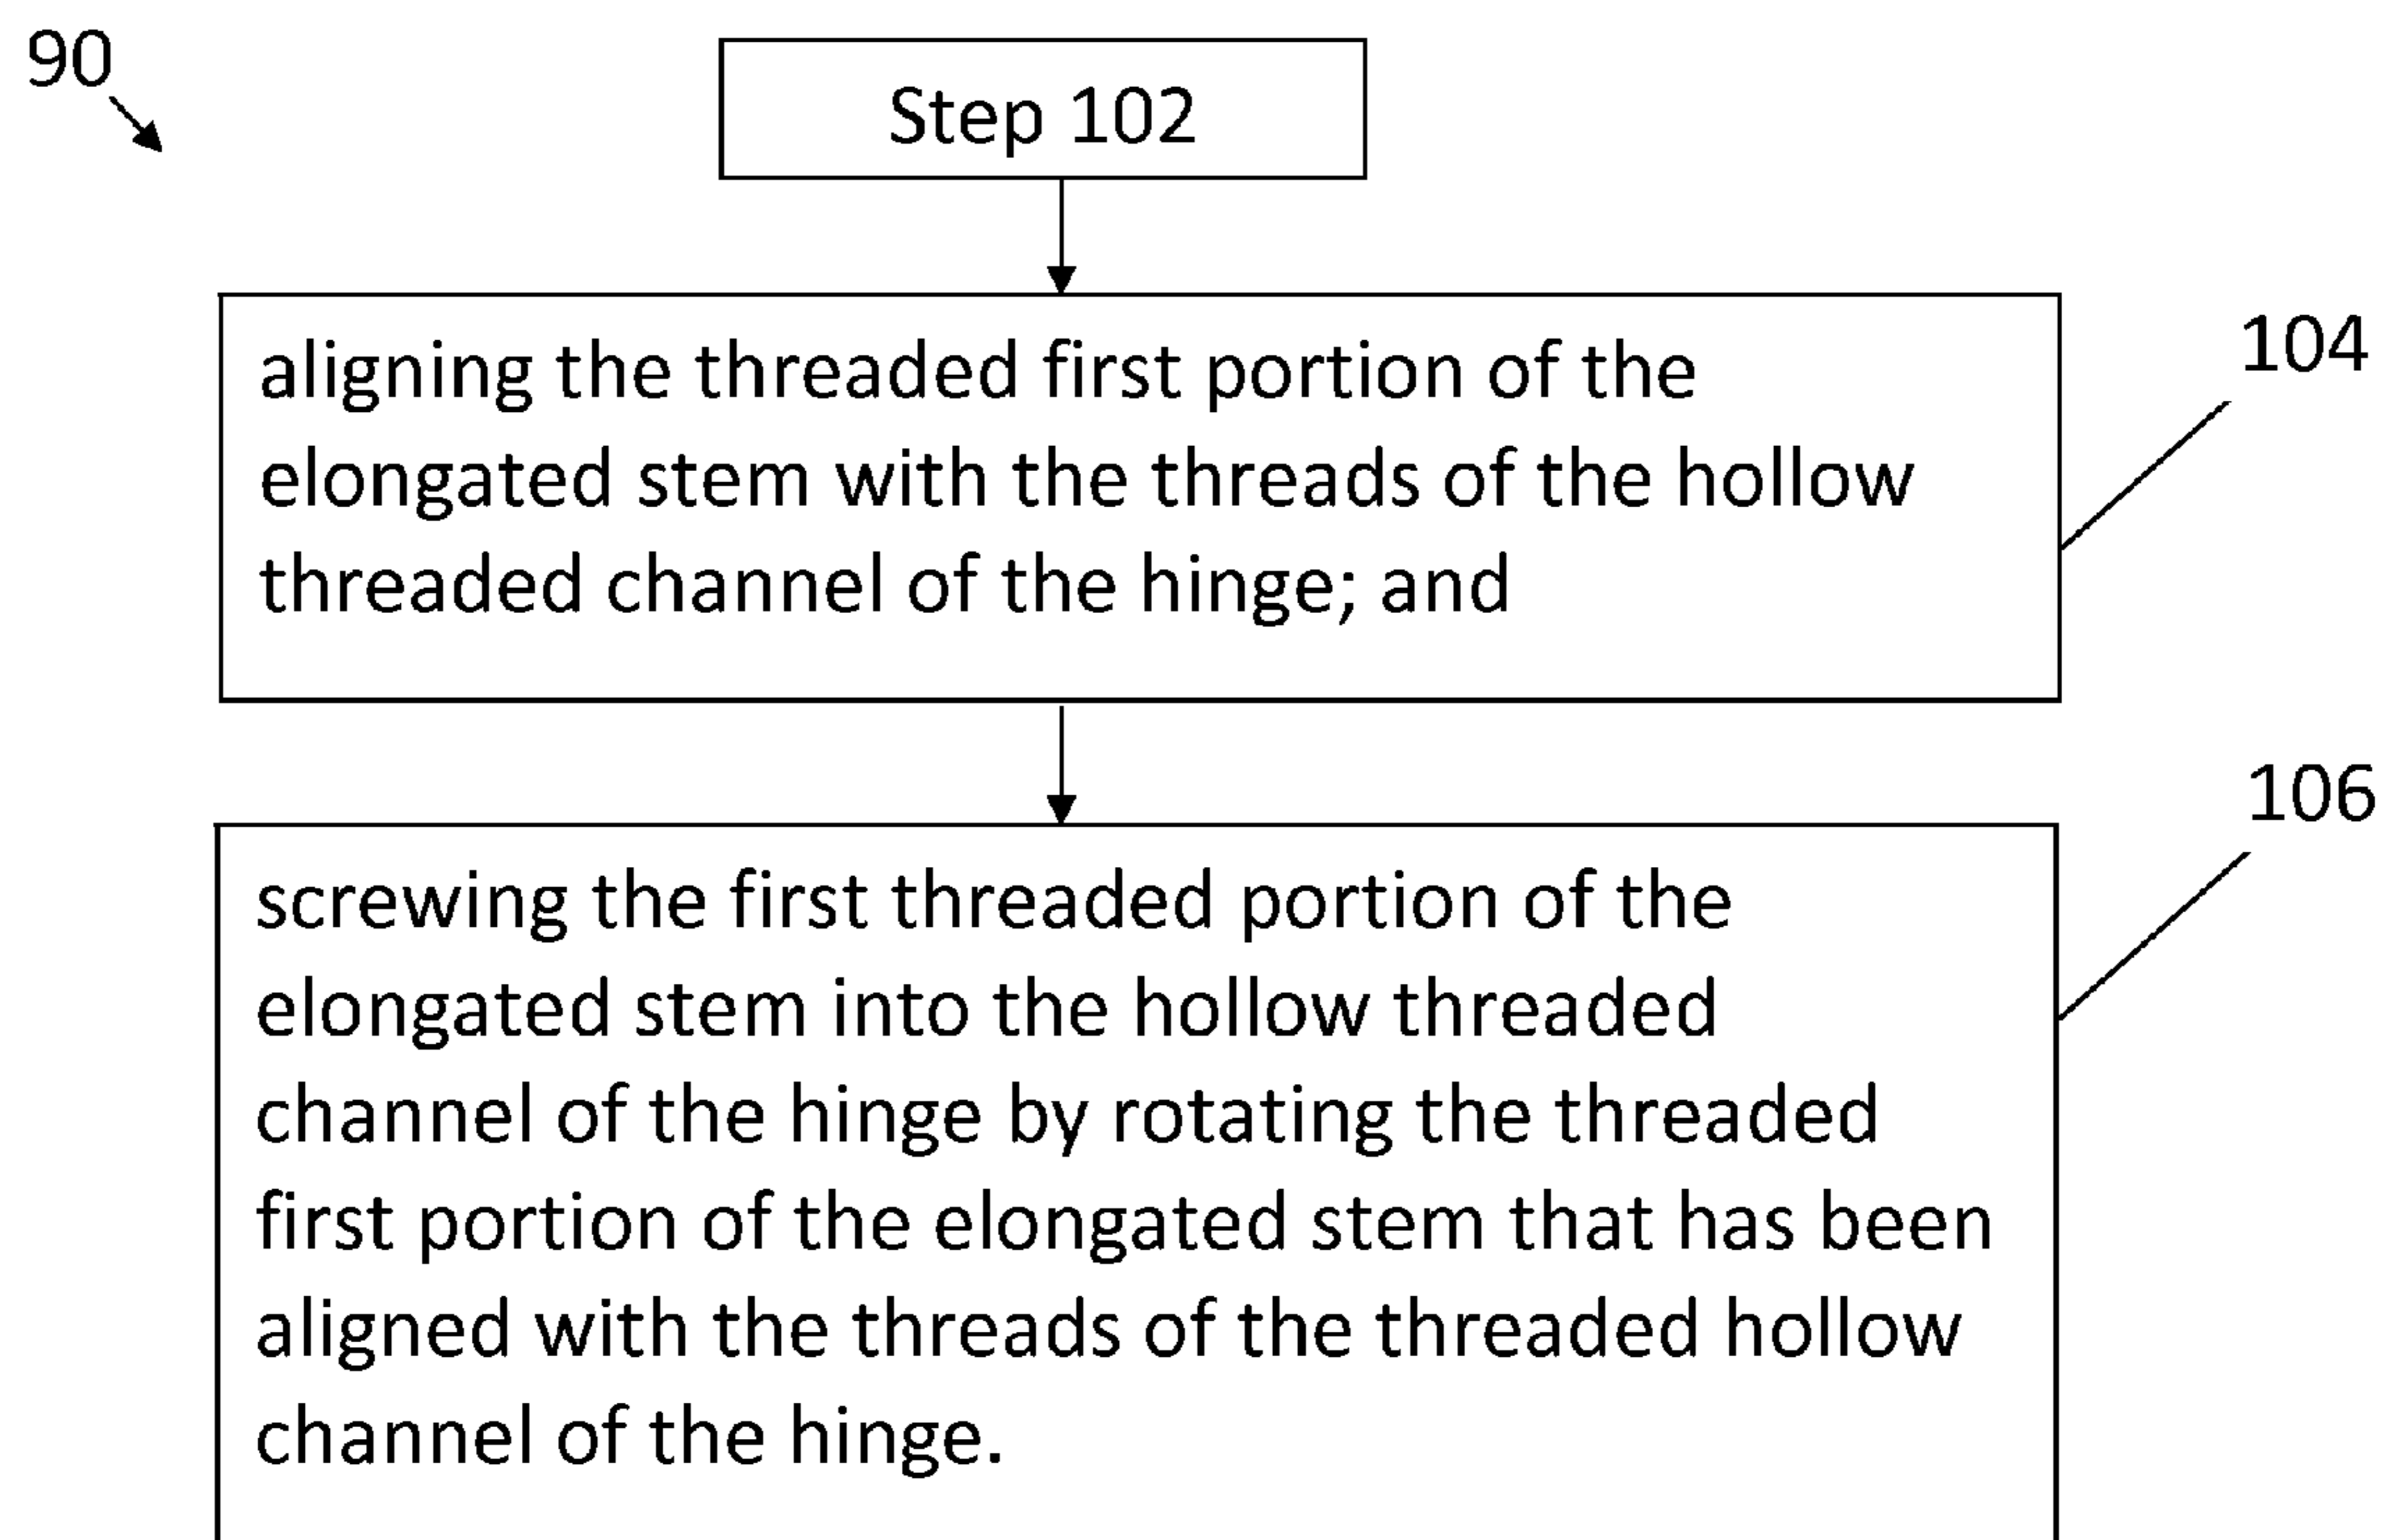 90
Step 102
aligning the threaded first portion of the
elongated stem with the threads of the hollow
threaded channel of the hinge; and
104
106
screwing the first threaded portion of the
elongated stem into the hollow threaded
channel of the hinge by rotating the threaded
first portion of the elongated stem that has been
aligned with the threads of the threaded hollow
channel of the hinge.